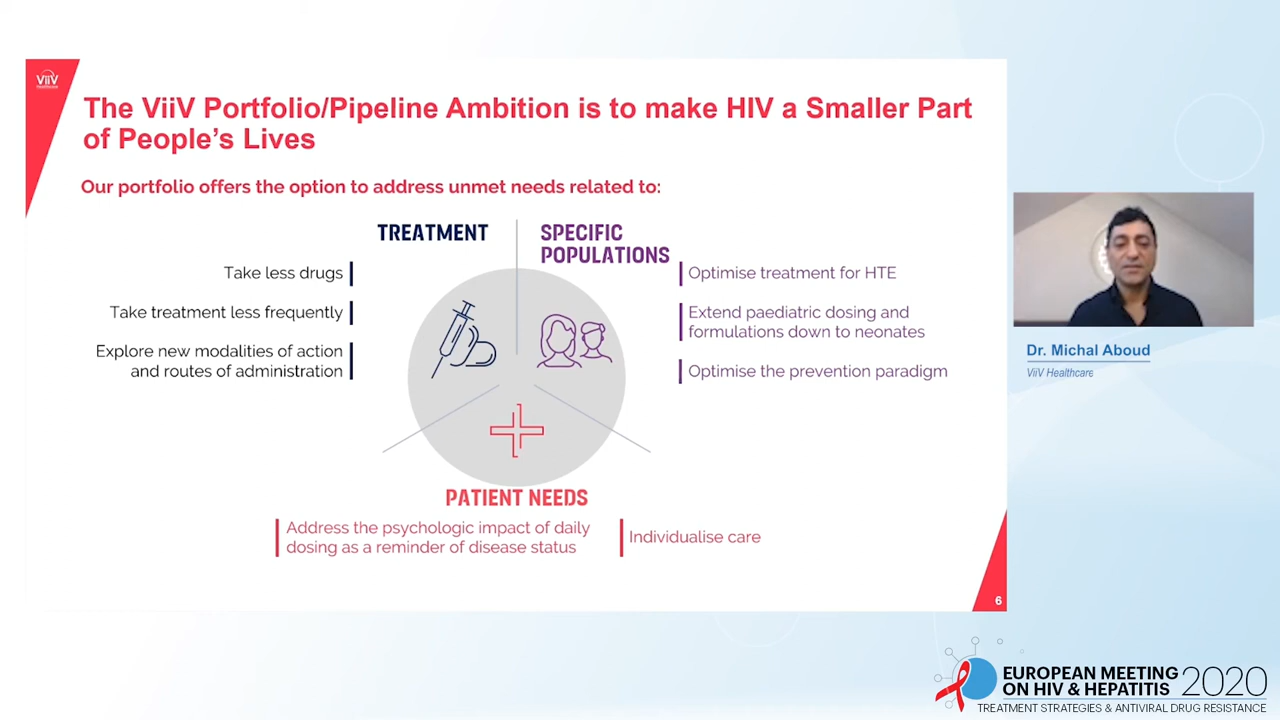 ViiV
The ViiV Portfolio/Pipeline Ambition is to make HIV a Smaller Part
of People's Lives
Our portfolio offers the option to address unmet needs related to:
TREATMENT
Take less drugs
Take treatment less frequently
Explore new modalities of action
and routes of administration
SPECIFIC
POPULATIONS
Optimise treatment for HTE
Extend paediatric dosing and
formulations down to neonates
Optimise the prevention paradigm
PATIENT NEEDS
Address the psychologic impact of daily
dosing as a reminder of disease status
Individualise care
6
Dr. Michal Aboud
ViiV Healthcare
EUROPEAN MEETING
ON HIV & HEPATITIS 2020
TREATMENT STRATEGIES & ANTIVIRAL DRUG RESISTANCE